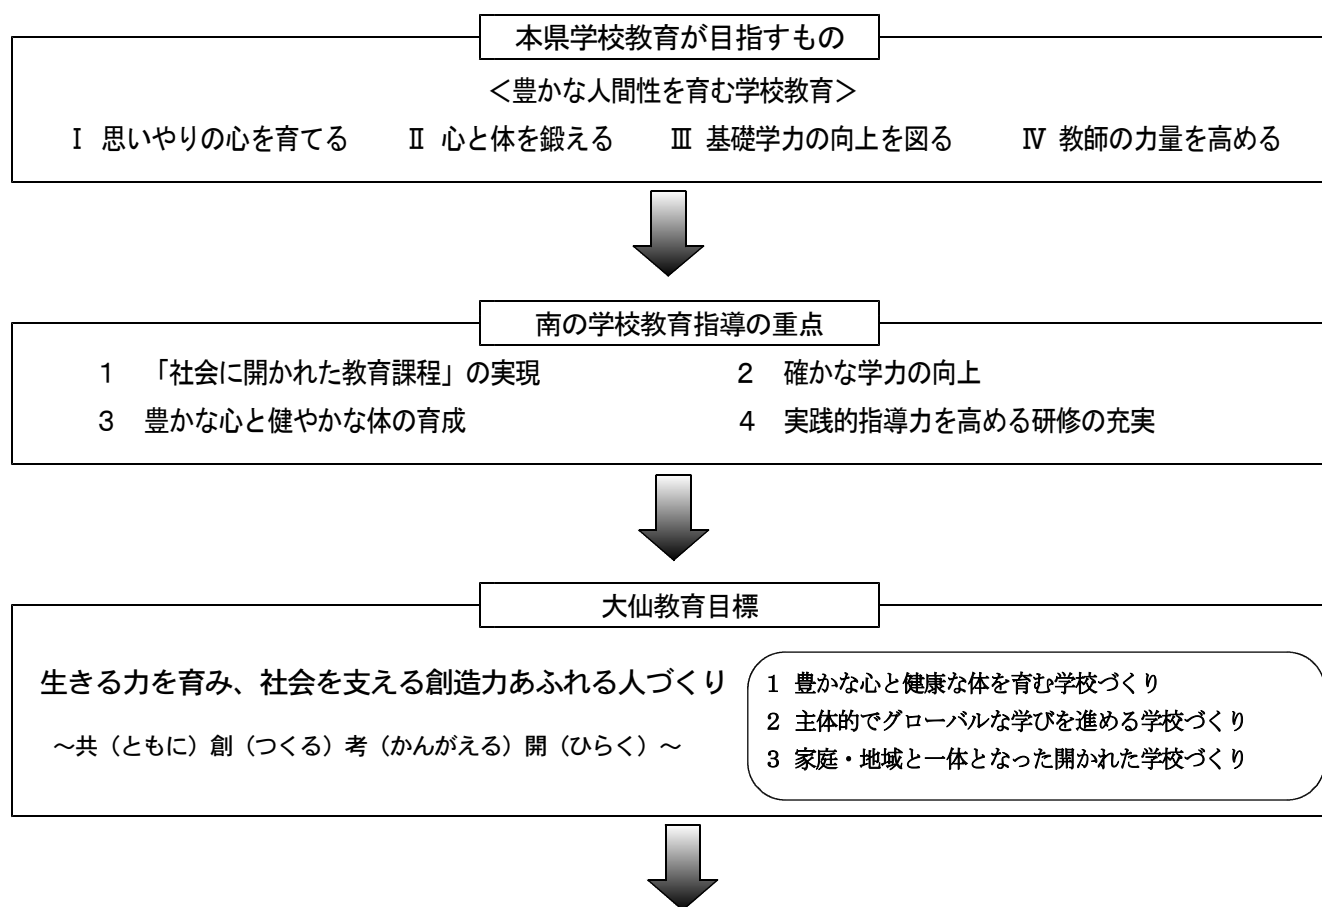 本県学校教育が目指すもの
＜豊かな人間性を育む学校教育＞
Ⅰ 思いやりの心を育てる Ⅱ 心と体を鍛える Ⅲ 基礎学力の向上を図る Ⅳ 教師の力量を高める
南の学校教育指導の重点
１ 「社会に開かれた教育課程」の実現 ２ 確かな学力の向上
３ 豊かな心と健やかな体の育成 ４ 実践的指導力を高める研修の充実
大仙教育目標
生きる力を育み、社会を支える創造力あふれる人づくり
～共（ともに）創（つくる）考（かんがえる）開（ひらく）～
1 豊かな心と健康な体を育む学校づくり
2 主体的でグローバルな学びを進める学校づくり
3 家庭・地域と一体となった開かれた学校づくり